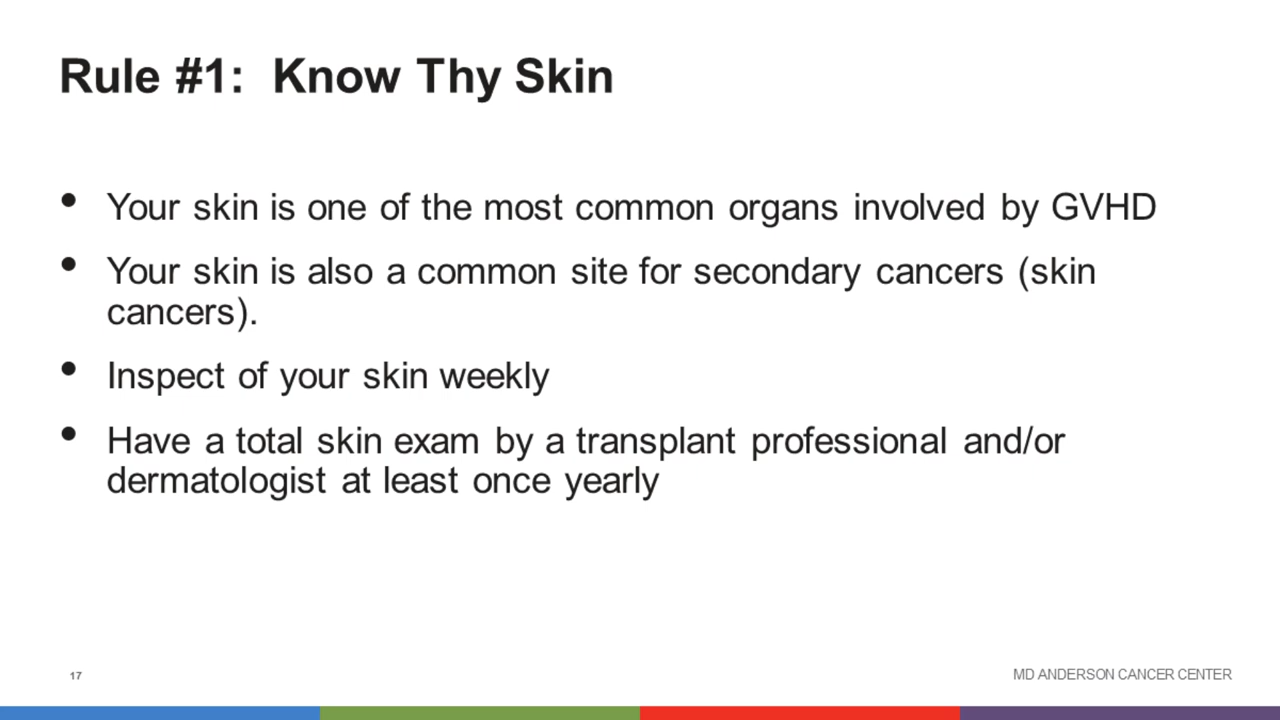 Rule #1: Know Thy Skin
• Your skin is one of the most common organs involved by GVHD
• Your skin is also a common site for secondary cancers (skin
cancers).
• Inspect of your skin weekly
• Have a total skin exam by a transplant professional and/or
dermatologist at least once yearly
17
MD ANDERSON CANCER CENTER